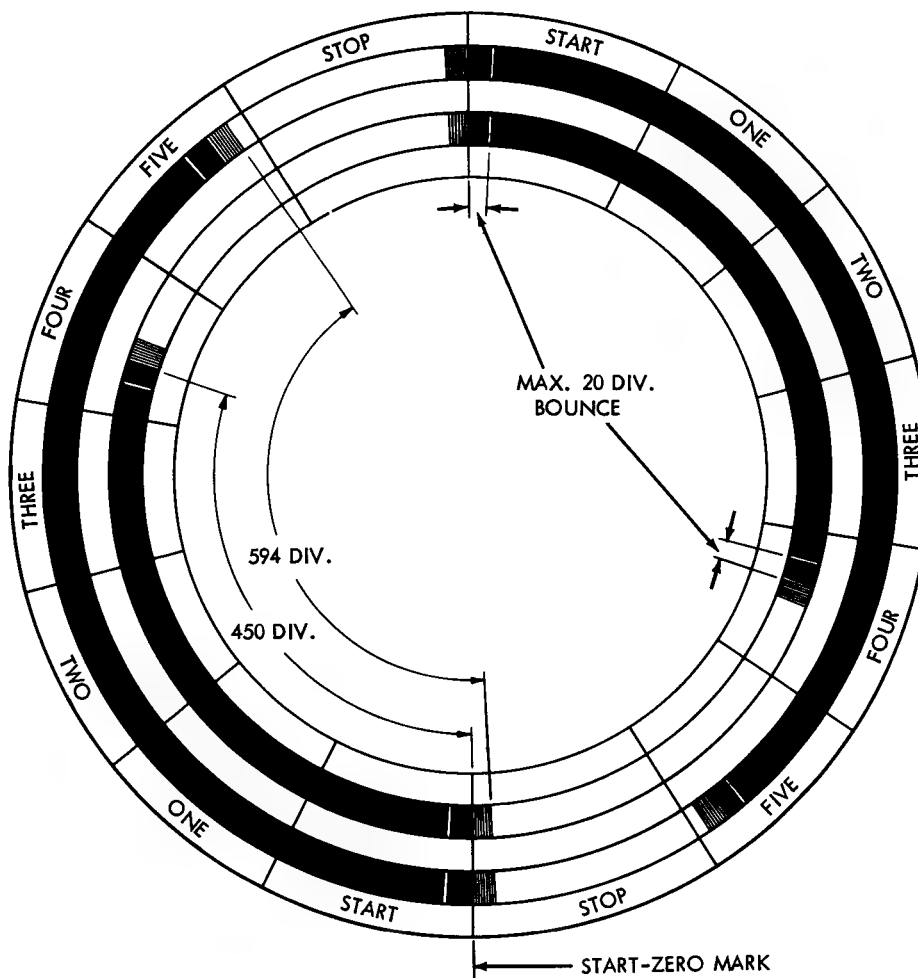 STOP
START
FIVE
ONE
FOUR
TWO
MAX. 20 DIV.
BOUNCE
THREE
THREE
594 DIV.
450 DIV.
FOUR
TWO
FIVE
ONE
START
STOP
START-ZERO MARK